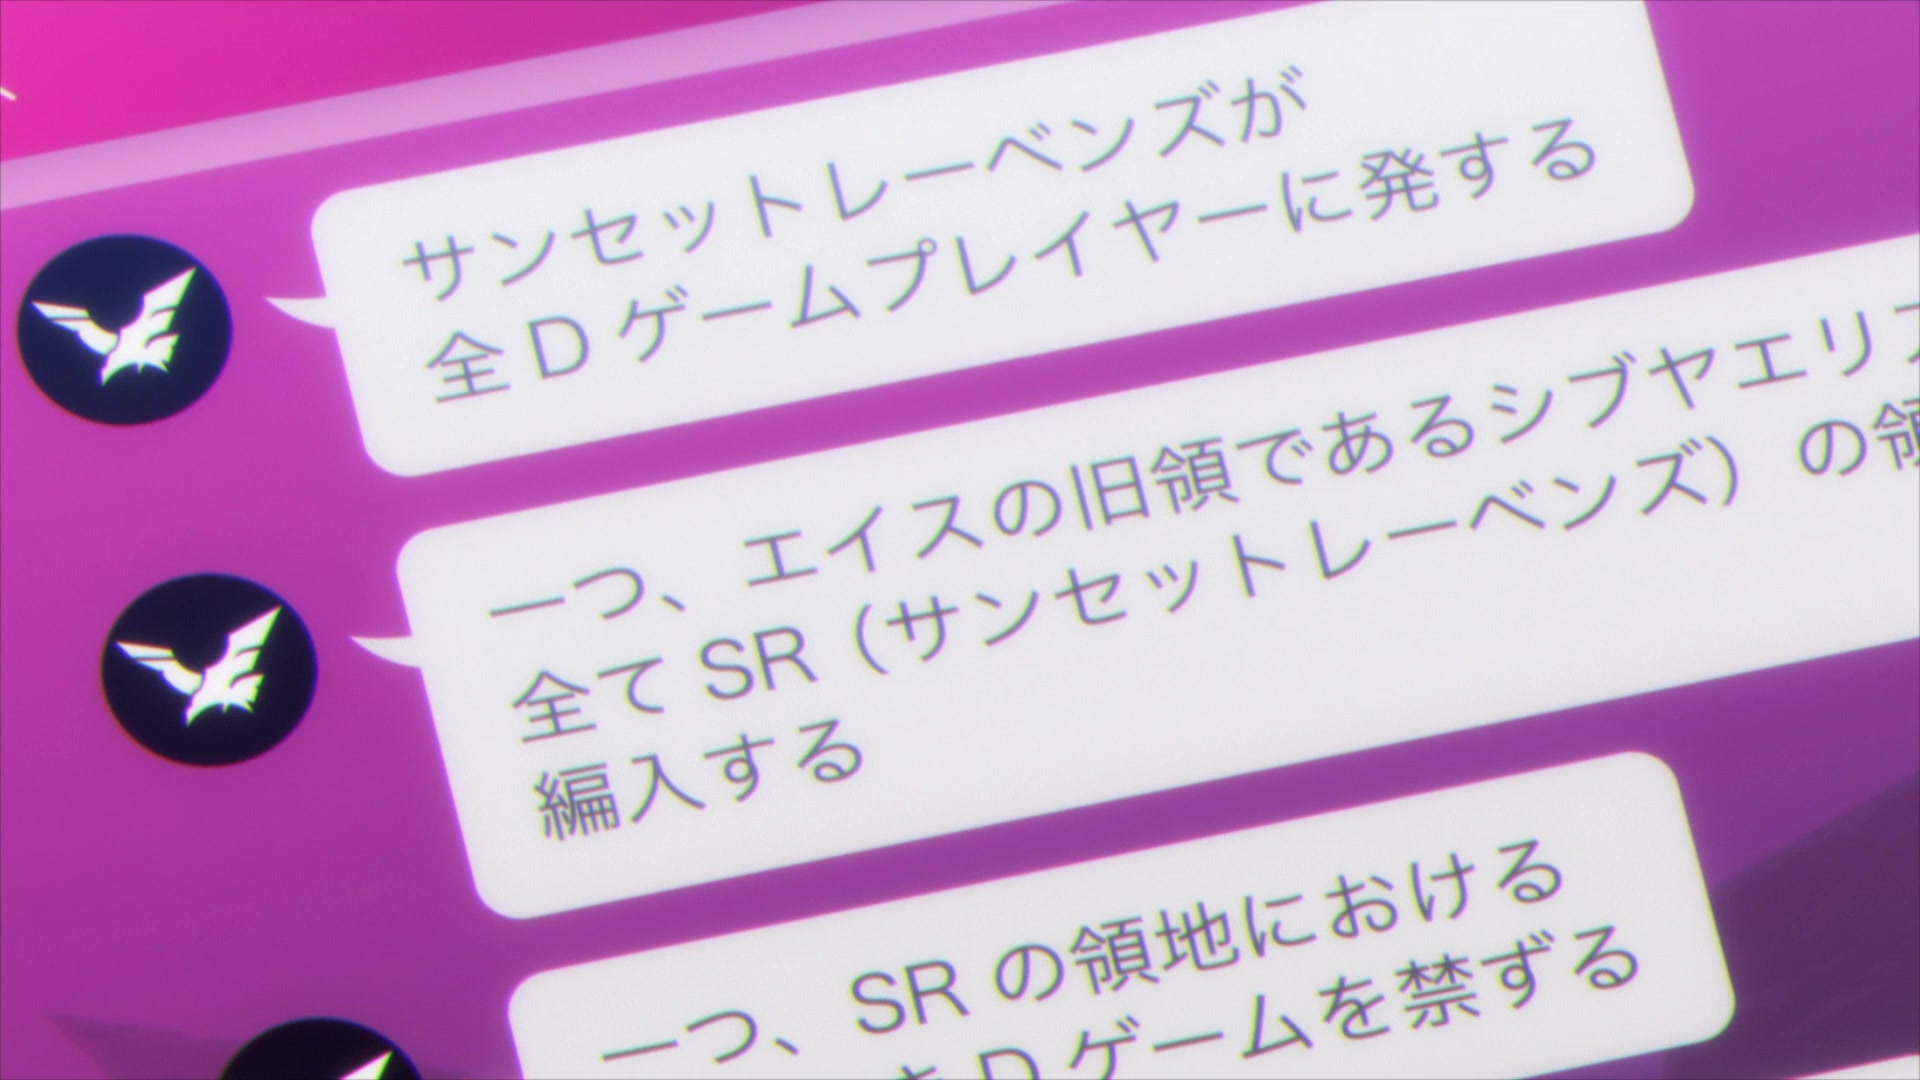 サンセットレーベンズが
全Dゲームプレイヤーに発する
一つ、エイスの旧領であるシブヤエリ
全てSR（サンセットレーベンズ）の領
編入する
一つ、SRの領地における
Dゲームを禁ずる